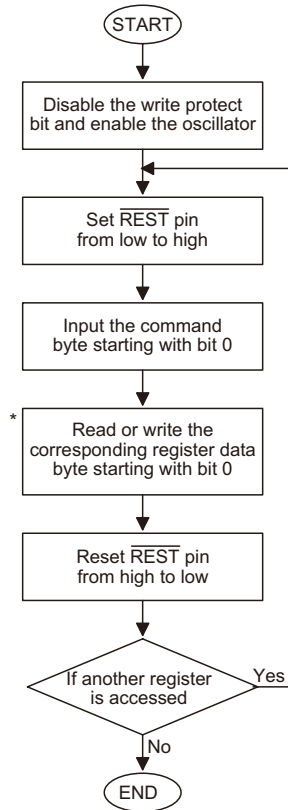 START
Disable the write protect
bit and enable the oscillator
Set REST pin
from low to high
Input the command
byte starting with bit 0
*
Read or write the
corresponding register data
byte starting with bit 0
Reset REST pin
from high to low
If another register
is accessed
Yes
No
END